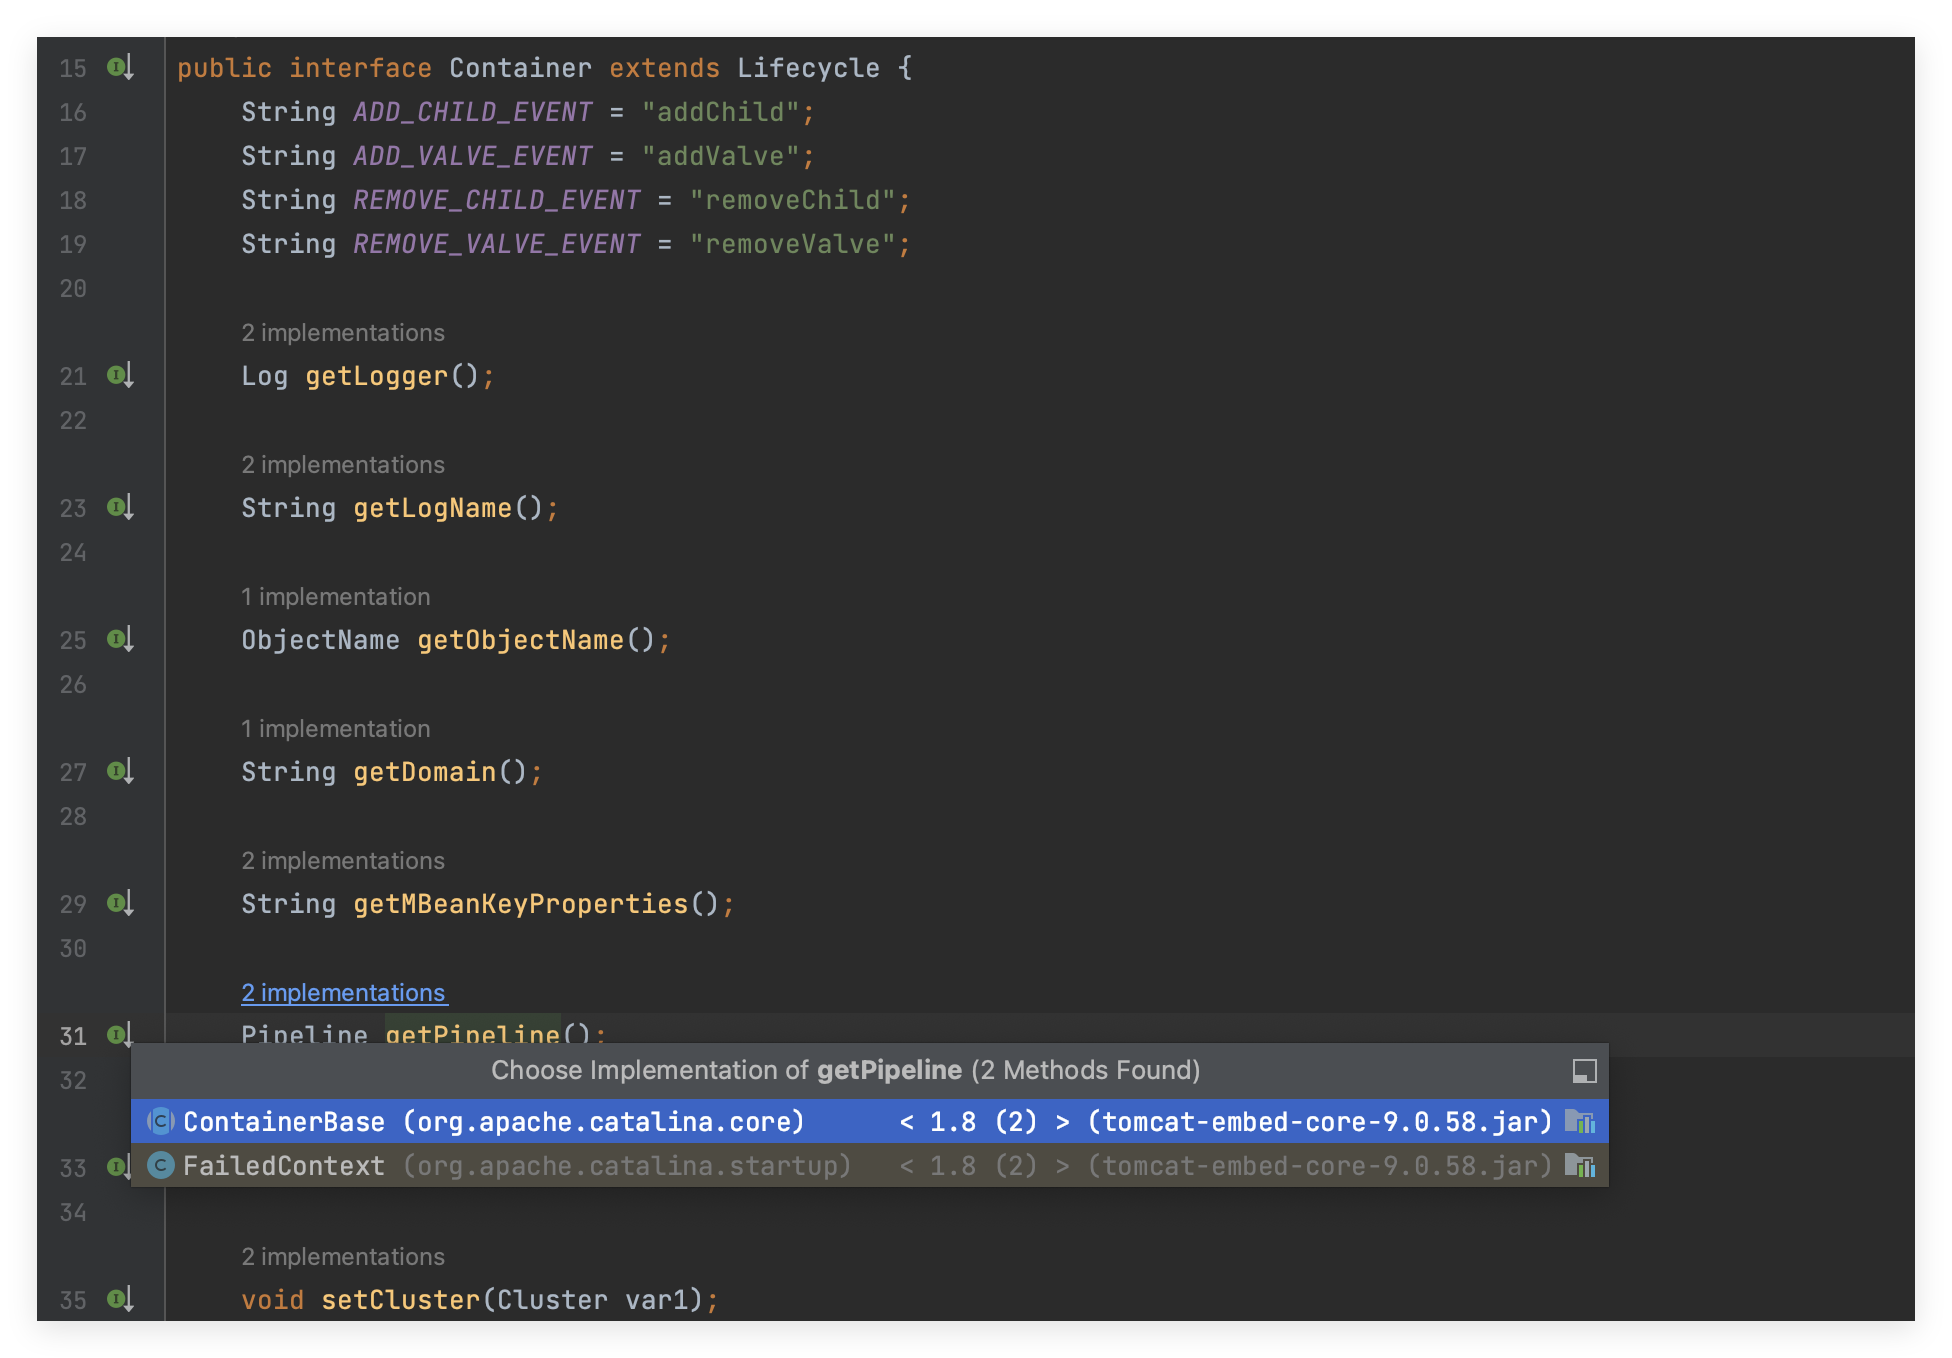 15 public interface Container extends Lifecycle {
16 String ADD_CHILD_EVENT = "addChild";
17 String ADD_VALVE_EVENT = "addValve";
18 String REMOVE_CHILD_EVENT = "removeChild";
19 String REMOVE_VALVE_EVENT = "removeValve";
20
2 implementations
21 Log getLogger();
22
2 implementations
23 String getLogName();
24
1 implementation
25 ObjectName getObjectName();
26
1 implementation
27 String getDomain();
28
2 implementations
29 String getMBeanKeyProperties();
30
2 implementations
31 Pipeline getPipeline();
Choose Implementation of getPipeline (2 Methods Found)
32
ContainerBase (org.apache.catalina.core) < 1.8 (2) > (tomcat-embed-core-9.0.58.jar)
33 FailedContext (org.apache.catalina.startup) < 1.8 (2) > (tomcat-embed-core-9.0.58.jar)
34
2 implementations
35 void setCluster(Cluster var1);